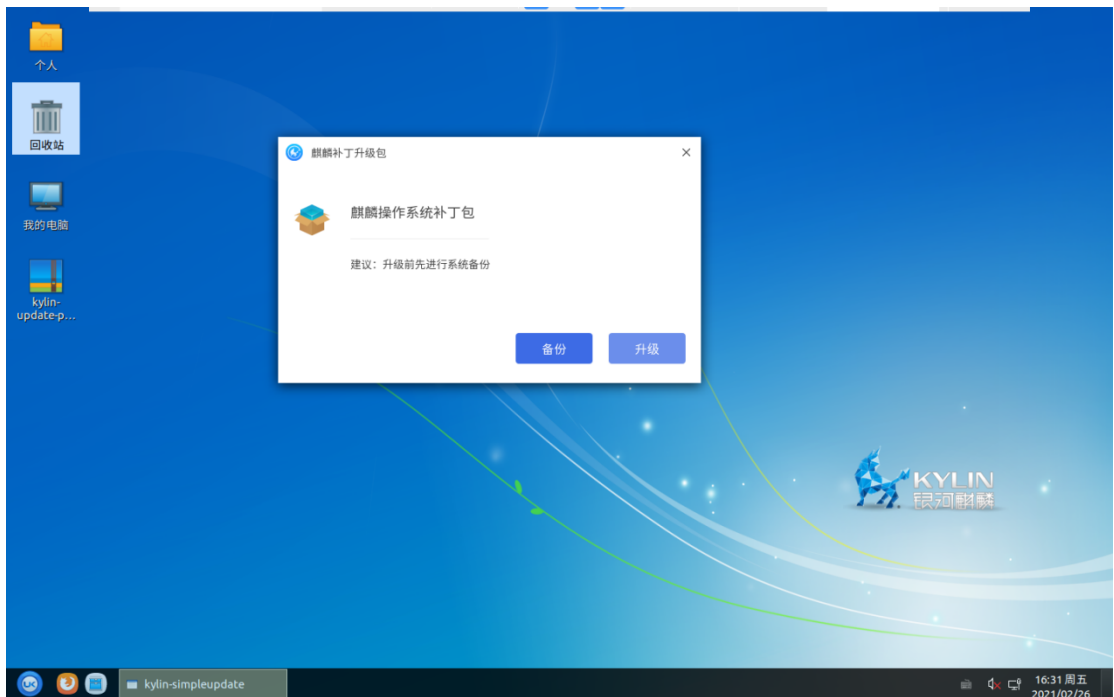 个人
回收站
我的电脑
kylin-
update-p...
麒麟补丁升级包
麒麟操作系统补丁包
建议：升级前先进行系统备份
备份
升级
KYLIN
银河麒麟
UK
kylin-simpleupdate
16:31 周五
2021/02/26